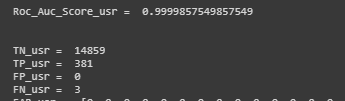 Roc_Auc_Score_usr =  0.9999857549857549
TN_usr =  14859
TP_usr =  381
FP_usr =  0
FN_usr =  3